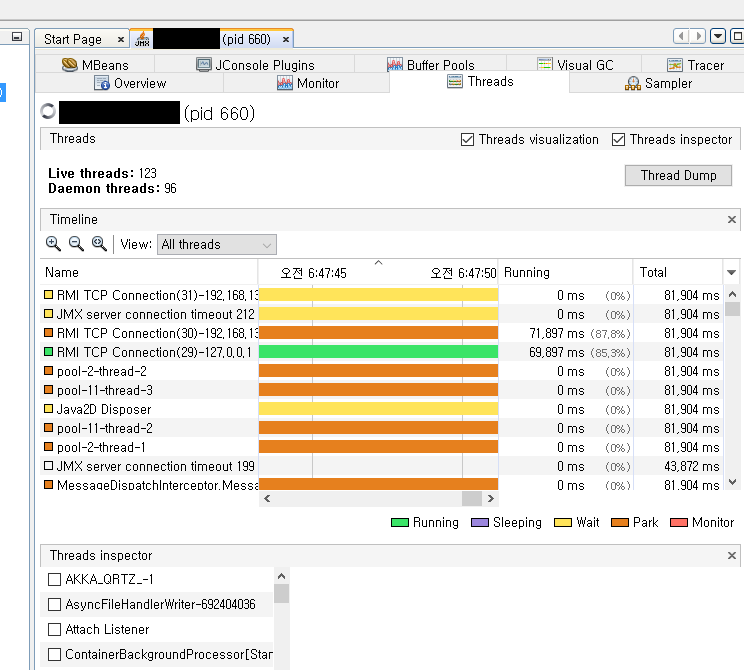 Start Page
JMX
(pid 660)
MBeans
JConsole Plugins
Buffer Pools
Visual GC
Tracer
Overview
Monitor
Threads
Sampler
(pid 660)
Threads
Threads visualization
Threads inspector
Live threads: 123
Daemon threads: 96
Thread Dump
Timeline
View: All threads
Name 오전 6:47:45 오전 6:47:50 Running Total
RMI TCP Connection(31)-192,168,13 0 ms (0%) 81,904 ms
JMX server connection timeout 212 0 ms (0%) 81,904 ms
RMI TCP Connection(30)-192,168,13 71,897 ms (87,8%) 81,904 ms
RMI TCP Connection(29)-127,0,0,1 69,897 ms (85,3%) 81,904 ms
pool-2-thread-2 0 ms (0%) 81,904 ms
pool-11-thread-3 0 ms (0%) 81,904 ms
Java2D Disposer 0 ms (0%) 81,904 ms
pool-11-thread-2 0 ms (0%) 81,904 ms
pool-2-thread-1 0 ms (0%) 81,904 ms
JMX server connection timeout 199 0 ms (0%) 43,872 ms
MessageDispatchInterceptor.Messa 0 ms (0%) 81,904 ms
Running Sleeping Wait Park Monitor
Threads inspector
AKKA_QRTZ_-1
AsyncFileHandlerWriter-692404036
Attach Listener
ContainerBackgroundProcessor[Star